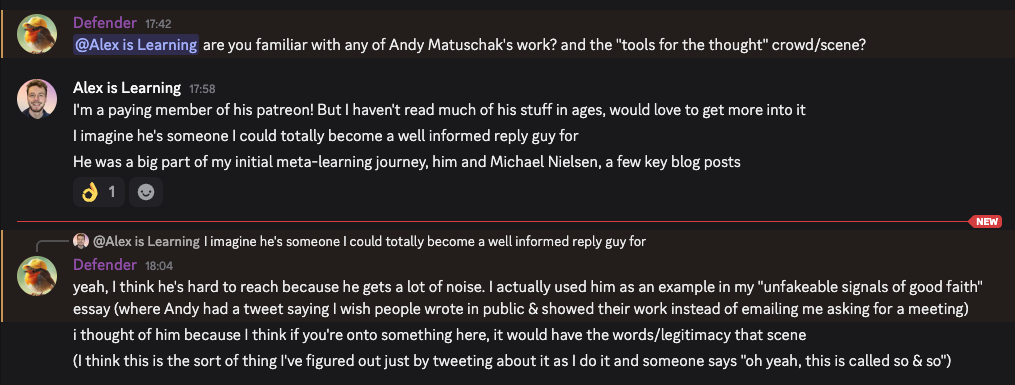 Defender 17:42
@Alex is Learning are you familiar with any of Andy Matuschak's work? and the "tools for the thought" crowd/scene?
Alex is Learning 17:58
I'm a paying member of his patreon! But I haven't read much of his stuff in ages, would love to get more into it
I imagine he's someone I could totally become a well informed reply guy for
He was a big part of my initial meta-learning journey, him and Michael Nielsen, a few key blog posts
1
NEW
@Alex is Learning I imagine he's someone I could totally become a well informed reply guy for
Defender 18:04
yeah, I think he's hard to reach because he gets a lot of noise. I actually used him as an example in my "unfakeable signals of good faith"
essay (where Andy had a tweet saying I wish people wrote in public & showed their work instead of emailing me asking for a meeting)
i thought of him because I think if you're onto something here, it would have the words/legitimacy that scene
(I think this is the sort of thing I've figured out just by tweeting about it as I do it and someone says "oh yeah, this is called so & so")